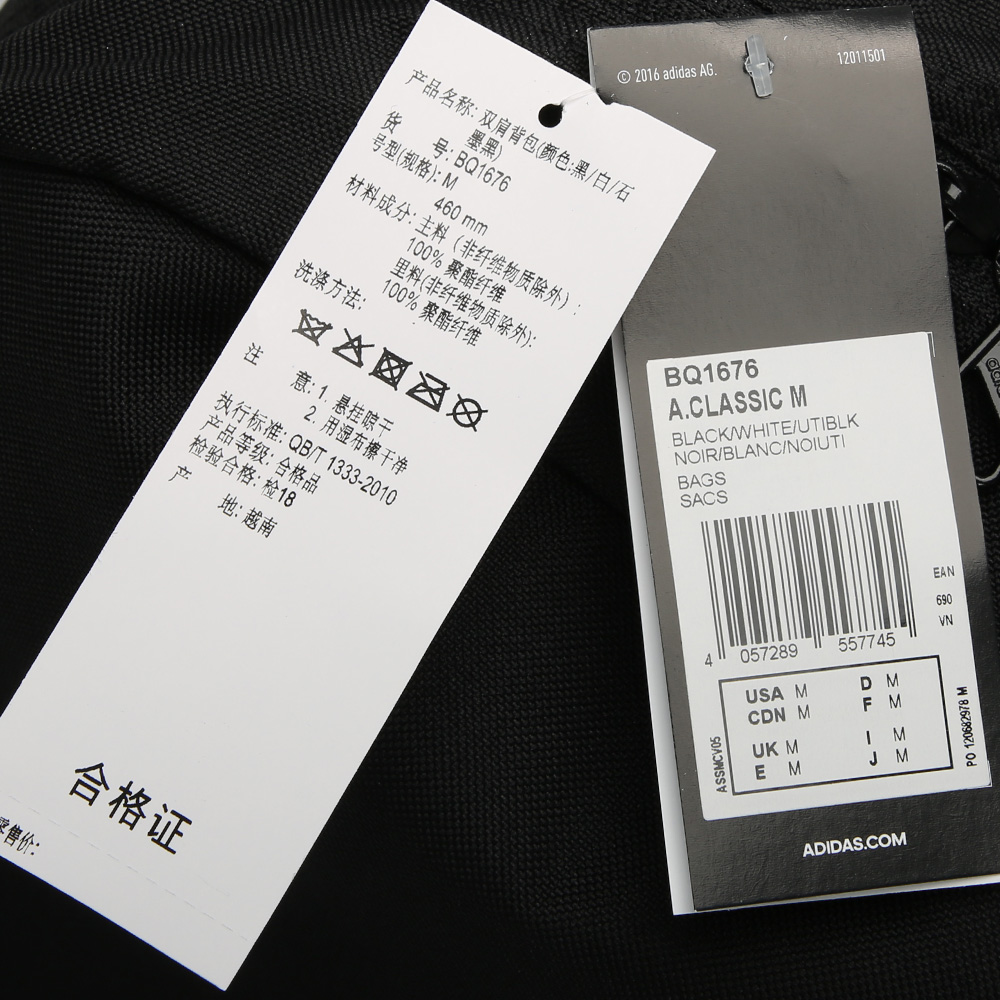 产品名称: 双肩背包(颜色:黑/白/石
墨黑)
货 号: BQ1676
号型(规格): M
460 mm
材料成分: 主料（非纤维物质除外）:
100% 聚酯纤维
里料(非纤维物质除外):
100% 聚酯纤维
洗涤方法:
注 意: 1. 悬挂晾干
2. 用湿布擦干净
执行标准: QB/T 1333-2010
产品等级: 合格品
检验合格: 检18
产 地: 越南
合格证
零售价:
© 2016 adidas AG.
12011501
BQ1676
A.CLASSIC M
BLACK/WHITE/UTIBLK
NOIR/BLANC/NOIUTI
BAGS
SACS
EAN
690
VN
4 057289 557745
USA M D M
CDN M F M
UK M I M
E M J M
ASSMCV05
PO 120682978 M
ADIDAS.COM